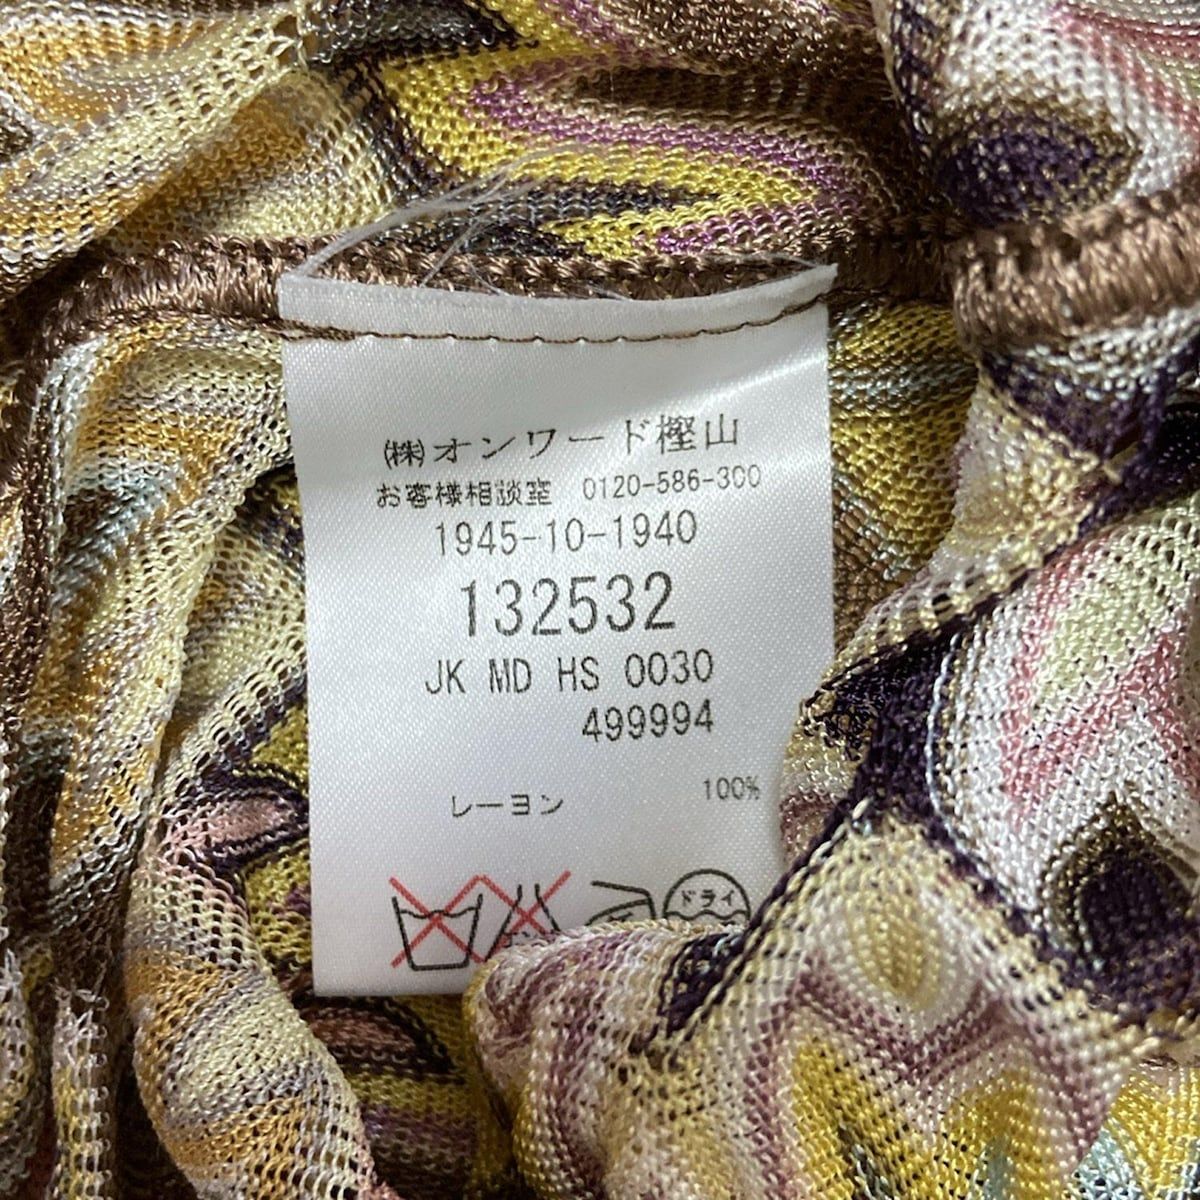 ㈱オンワード樫山
お客様相談室 0120-586-300
1945-10-1940
132532
JK MD HS 0030
499994
レーヨン 100%
ドライ